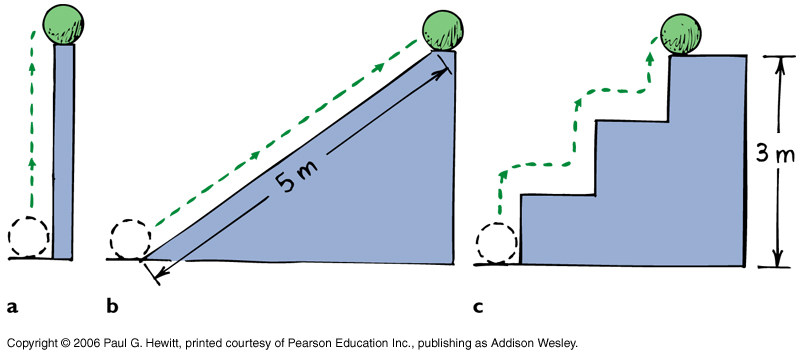 5 m
3 m
a
b
c
Copyright © 2006 Paul G. Hewitt, printed courtesy of Pearson Education Inc., publishing as Addison Wesley.